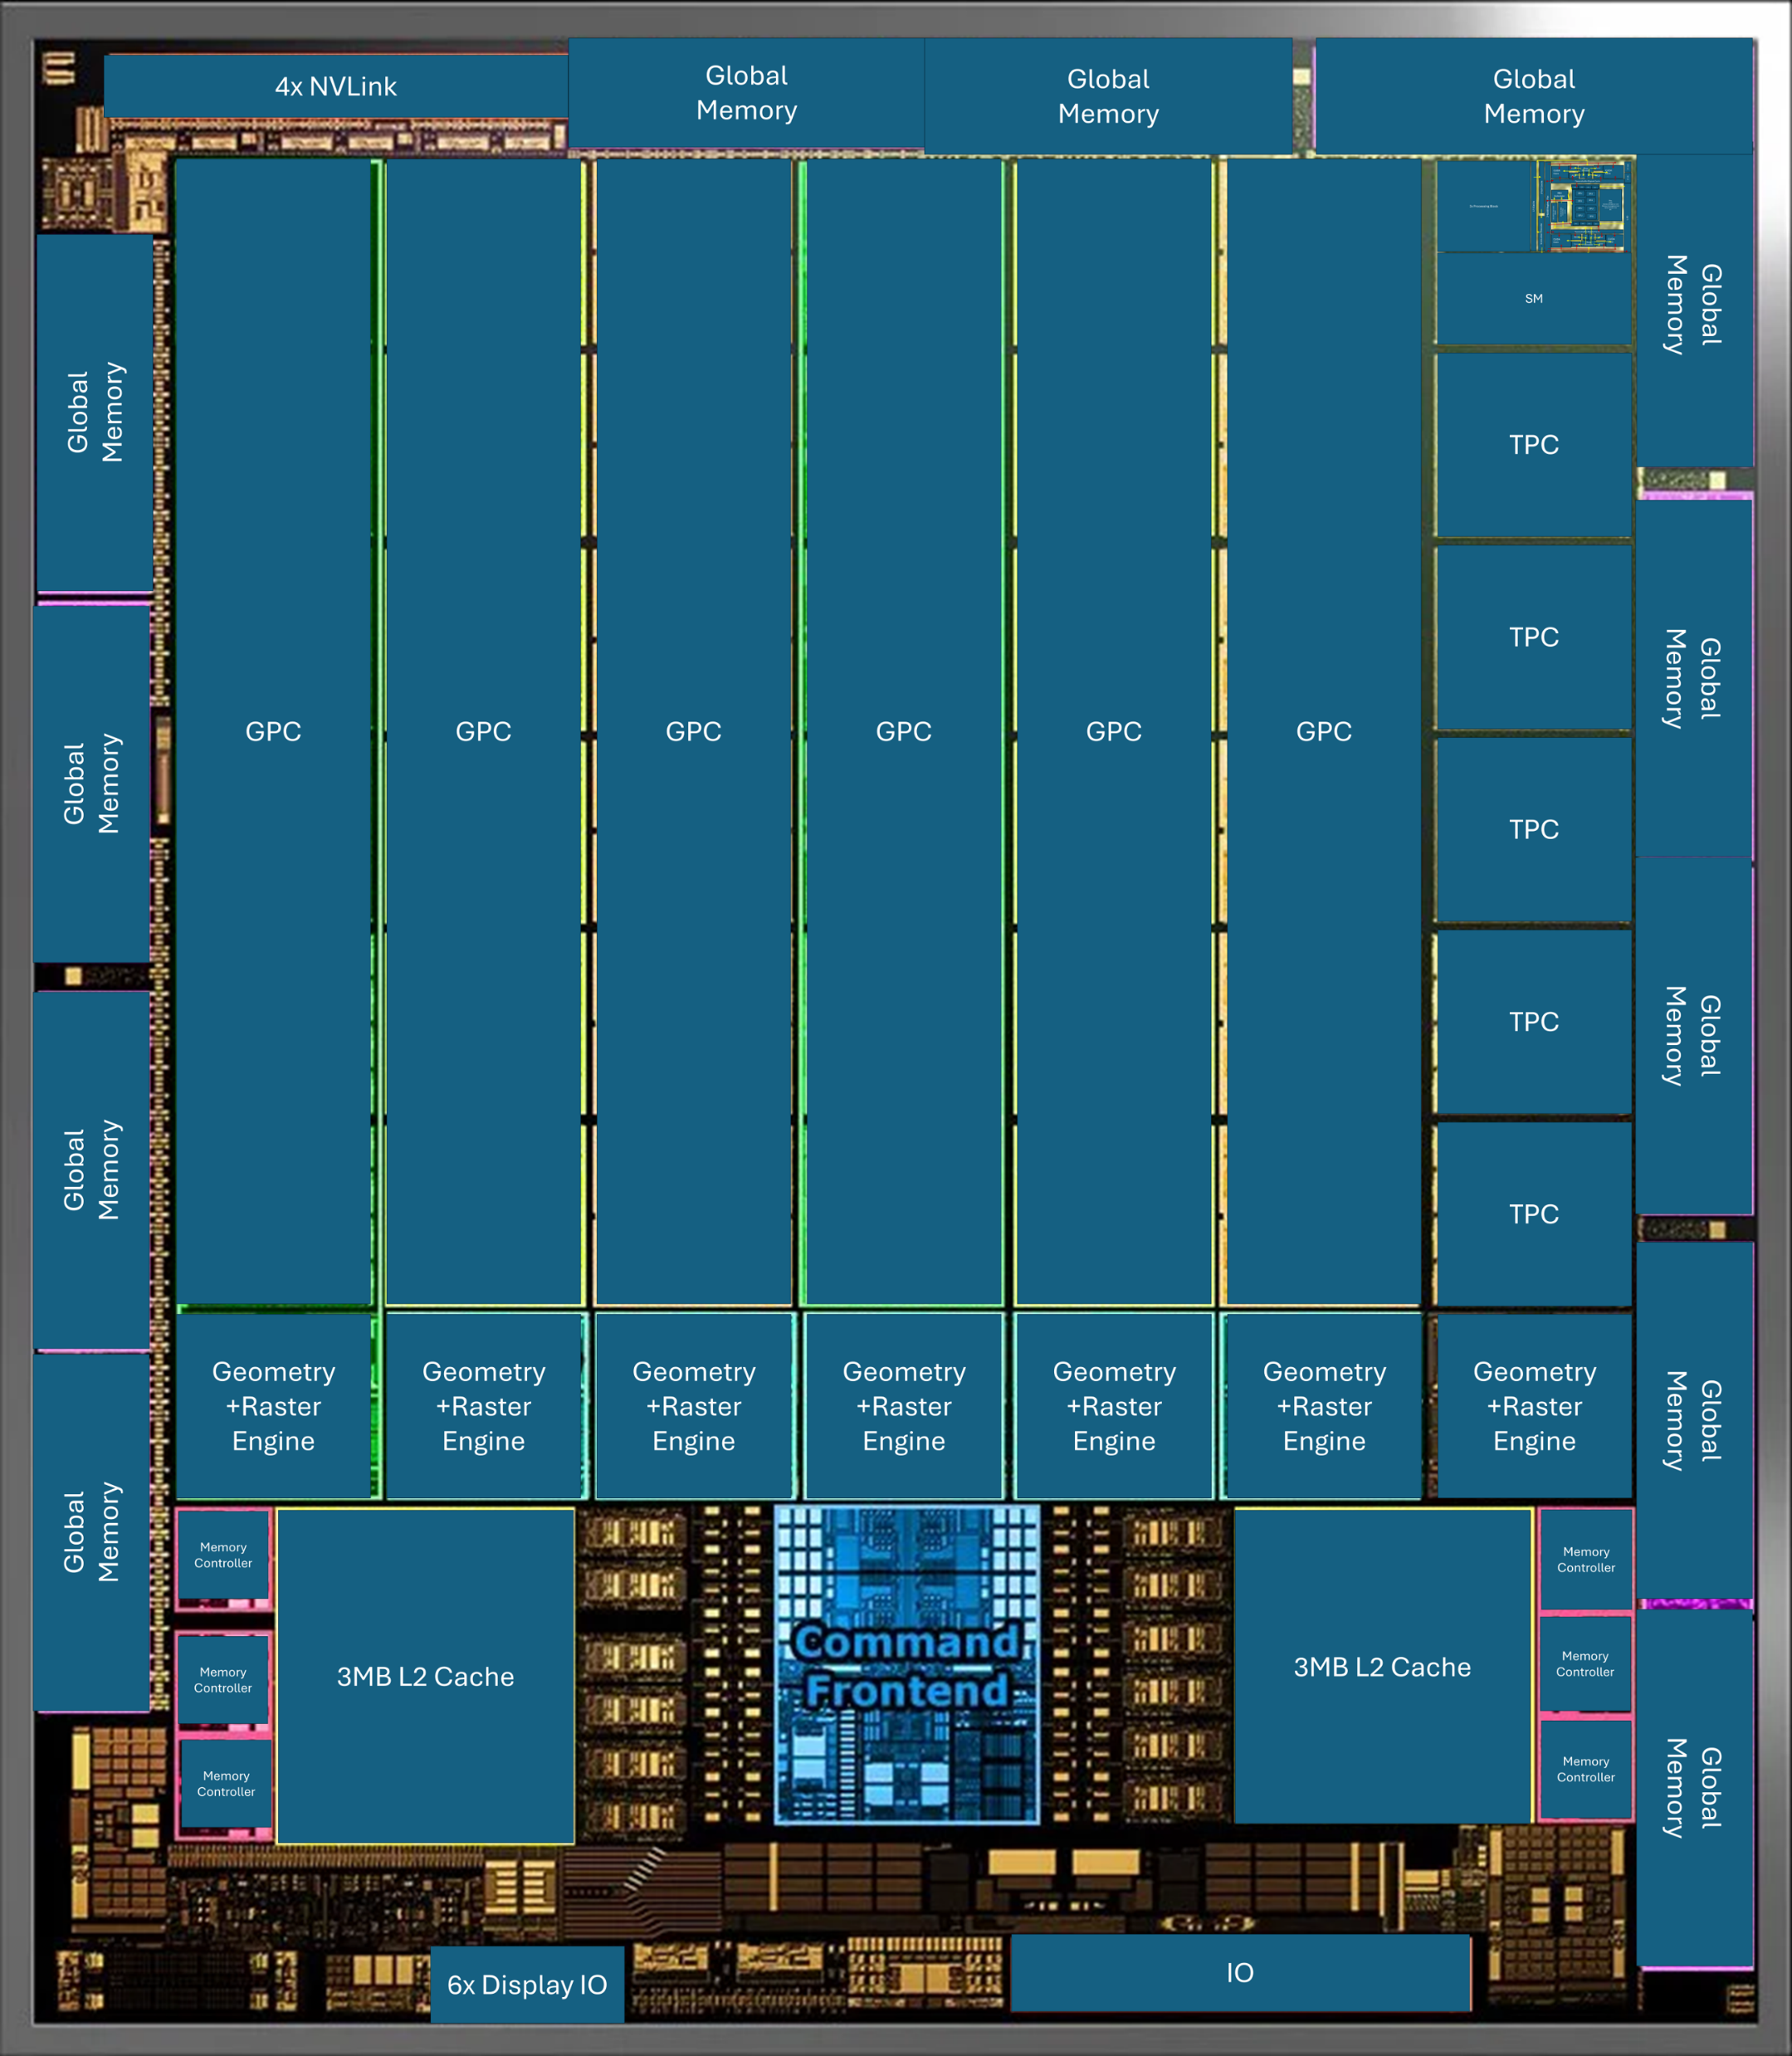 4x NVLink
Global
Memory
Global
Memory
Global
Memory
Global
Memory
Global
Memory
SM
TPC
TPC
Global
Memory
TPC
GPC
GPC
GPC
GPC
GPC
GPC
Global
Memory
TPC
TPC
Global
Memory
Global
Memory
TPC
Geometry
+Raster
Engine
Geometry
+Raster
Engine
Geometry
+Raster
Engine
Geometry
+Raster
Engine
Geometry
+Raster
Engine
Geometry
+Raster
Engine
Geometry
+Raster
Engine
Global
Memory
Global
Memory
Memory
Controller
Memory
Controller
Memory
Controller
3MB L2 Cache
Command
Frontend
3MB L2 Cache
Memory
Controller
Memory
Controller
Memory
Controller
Global
Memory
6x Display IO
IO